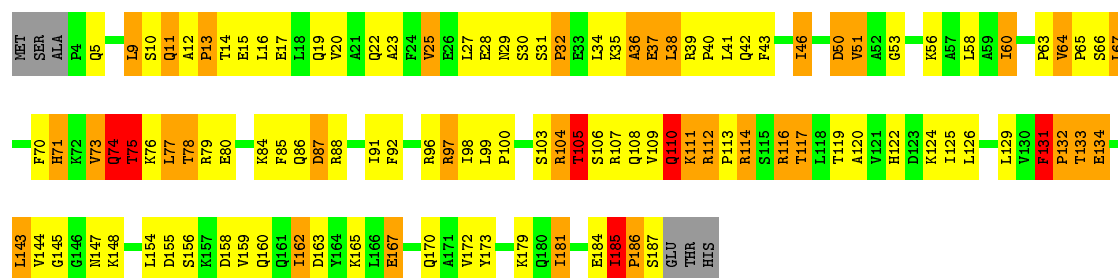 MET SER ALA P4 Q5 L9 S10 Q11 A12 P13 T14 E15 L16 E17 L18 Q19 V20 A21 Q22 A23 F24 V25 E26 L27 E28 N29 S30 S31 P32 E33 L34 K35 A36 E37 L38 R39 P40 L41 Q42 F43 I46 D50 V51 A52 G53 K56 A57 L58 A59 I60 P63 V64 P65 S66 L67
F70 H71 K72 V73 Q74 T75 K76 L77 T78 R79 E80 K84 F85 Q86 D87 R88 I91 F92 R96 R97 I98 L99 P100 S103 R104 T105 S106 R107 Q108 V109 Q110 K111 R112 P113 R114 S115 R116 T117 L118 T119 A120 V121 H122 D123 K124 I125 L126 L129 V130 F131 P132 T133 E134
L143 V144 G145 G146 N147 K148 L154 D155 S156 K157 D158 V159 Q160 Q161 I162 D163 Y164 K165 L166 E167 Q170 A171 V172 Y173 K179 Q180 I181 E184 I185 P186 S187 GLU THR HIS